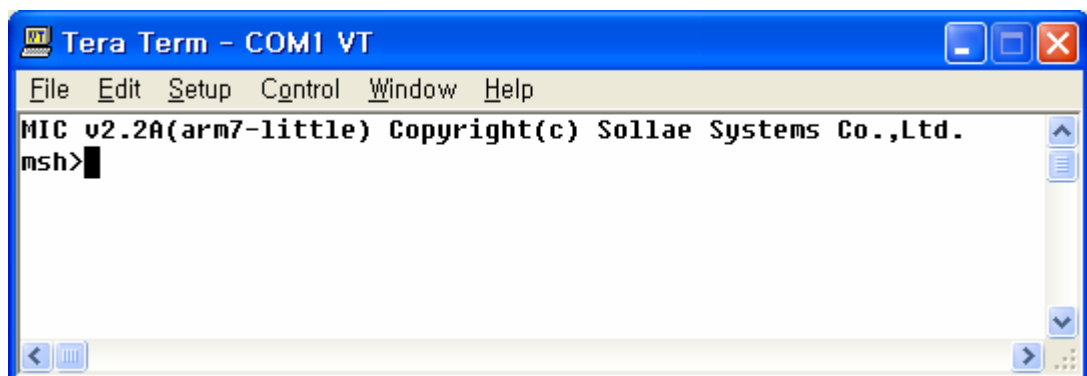 Tera Term - COM1 VT
File Edit Setup Control Window Help
MIC v2.2A(arm7-little) Copyright(c) Sollae Systems Co.,Ltd.
msh>